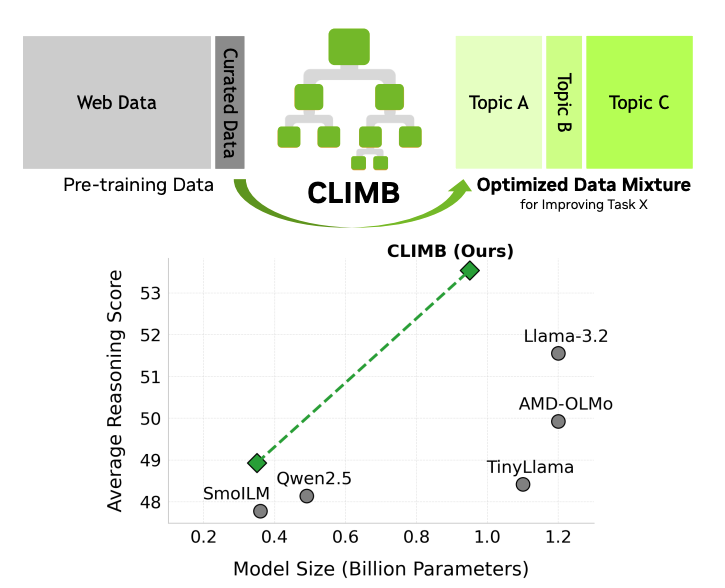 Web Data
Curated Data
Topic A
Topic B
Topic C
Pre-training Data
CLIMB
Optimized Data Mixture
for Improving Task X
CLIMB (Ours)
Average Reasoning Score
53
52
51
50
49
48
Llama-3.2
AMD-OLMo
TinyLlama
Qwen2.5
SmolLM
0.2
0.4
0.6
0.8
1.0
1.2
Model Size (Billion Parameters)